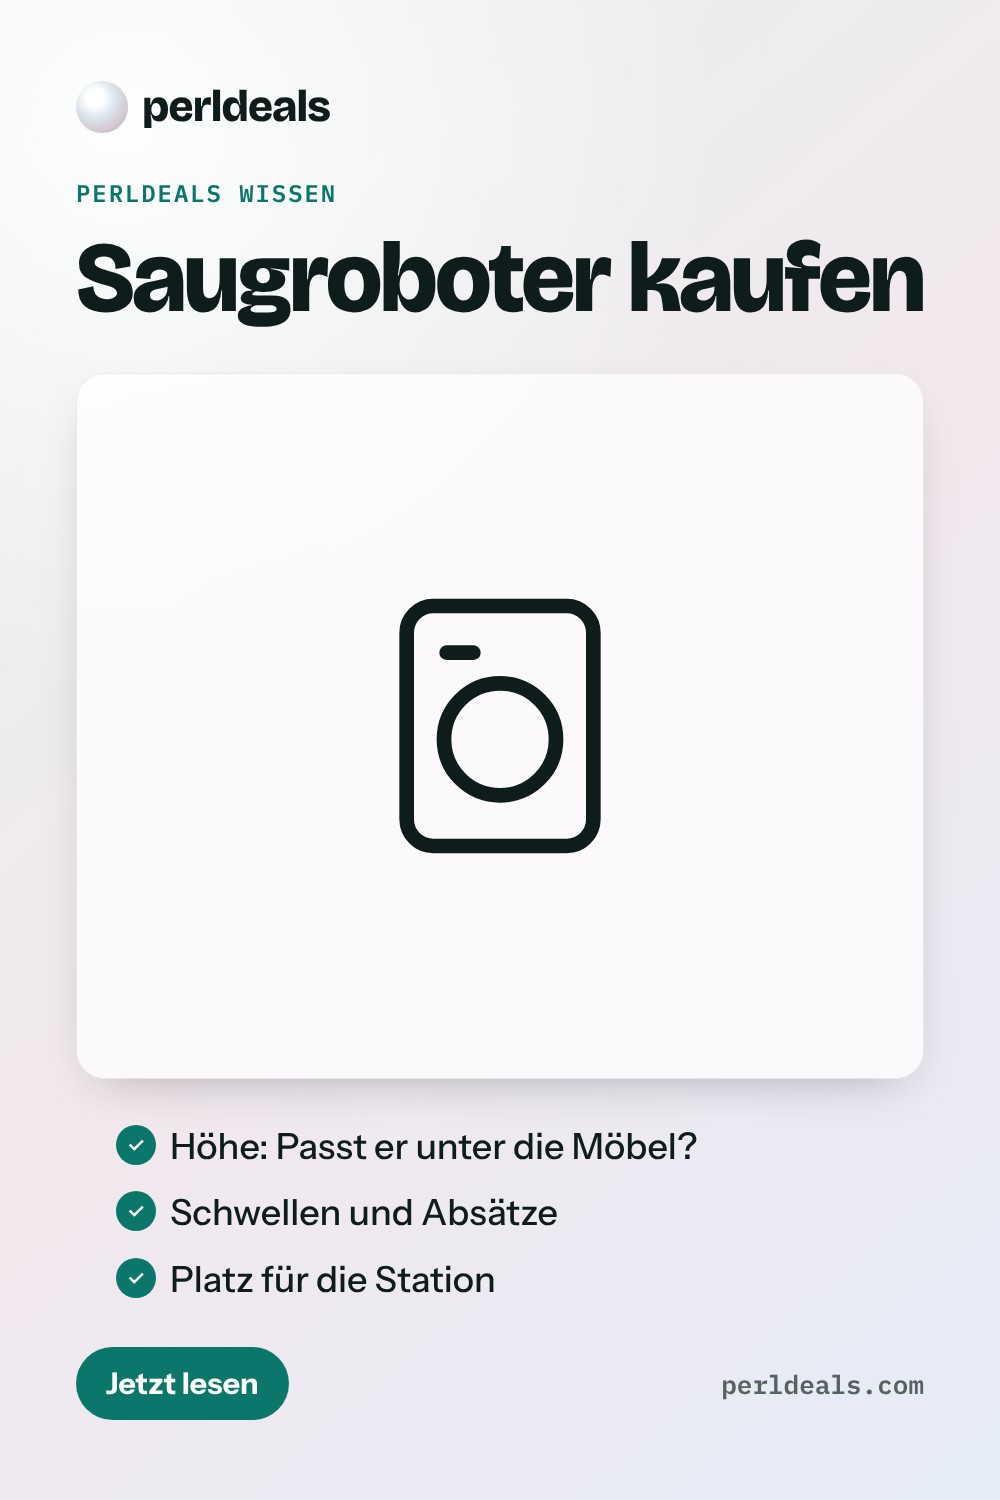 perldeals
PERLDEALS WISSEN
Saugroboter kaufen
Höhe: Passt er unter die Möbel?
Schwellen und Absätze
Platz für die Station
Jetzt lesen
perldeals.com